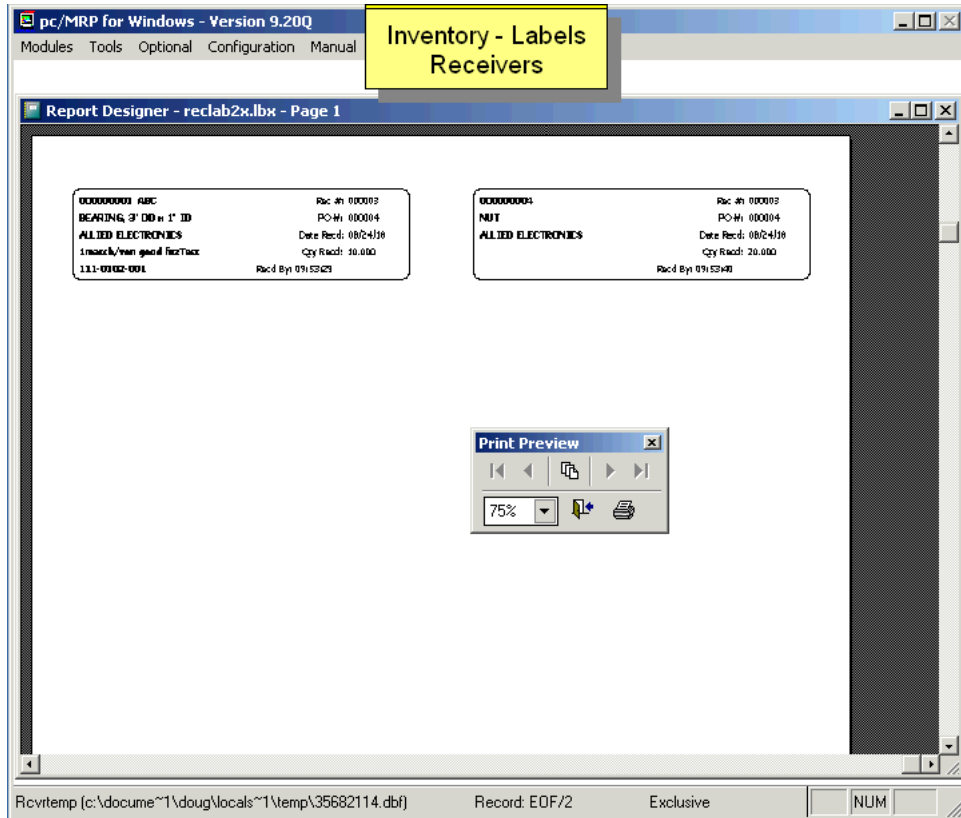 pc/MRP for Windows - Version 9.20Q
Modules Tools Optional Configuration Manual
Inventory - Labels
Receivers
Report Designer - reclab2x.lbx - Page 1
000000001 ABC Rec #: 000003
BEARING, 3" OD x 1" ID PO#: 000004
ALLIED ELECTRONICS Date Recd: 08/24/18
Qty Recd: 10.000
111-0102-001 Recd By: 09:53:29
000000004 Rec #: 000003
NUT PO#: 000004
ALLIED ELECTRONICS Date Recd: 08/24/18
Qty Recd: 20.000
Recd By: 09:53:40
Print Preview
75%
Rcvrtemp (c:\docume~1\doug\locals~1\temp\35682114.dbf) Record: EOF/2 Exclusive NUM